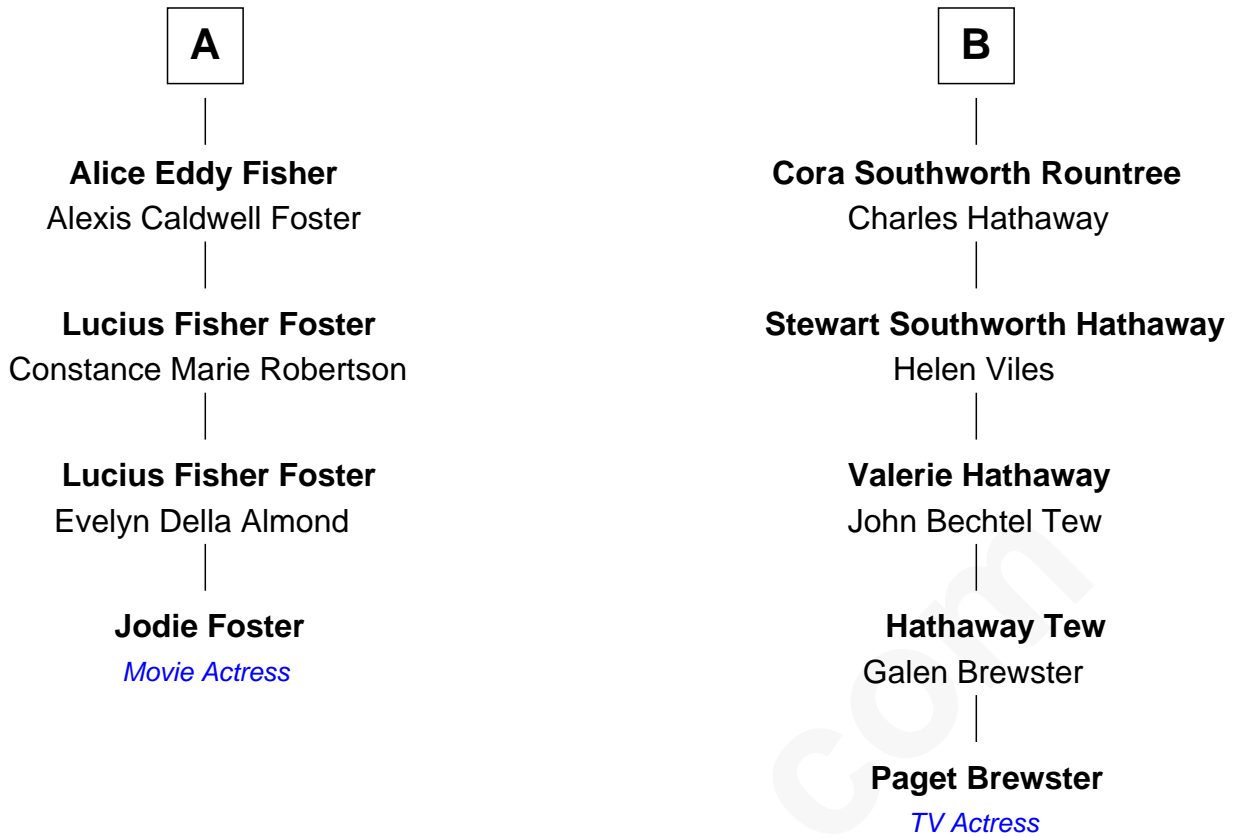 A
Alice Eddy Fisher
Alexis Caldwell Foster
Lucius Fisher Foster
Constance Marie Robertson
Lucius Fisher Foster
Evelyn Della Almond
Jodie Foster
Movie Actress
B
Cora Southworth Rountree
Charles Hathaway
Stewart Southworth Hathaway
Helen Viles
Valerie Hathaway
John Bechtel Tew
Hathaway Tew
Galen Brewster
Paget Brewster
TV Actress
com